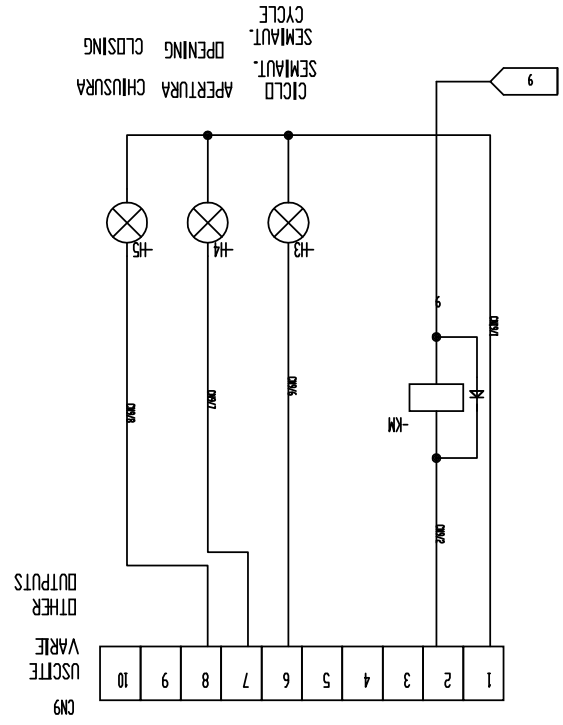 CN9
USCITE
VARIE
OTHER
OUTPUTS
1 2 3 4 5 6 7 8 9 10
CN9/2
CN9/6
CN9/7
CN9/8
-KM
CN9/1
9
-H3
-H4
-H5
9
CICLO
SEMIAUT.
APERTURA
CHIUSURA
SEMIAUT.
CYCLE
OPENING
CLOSING